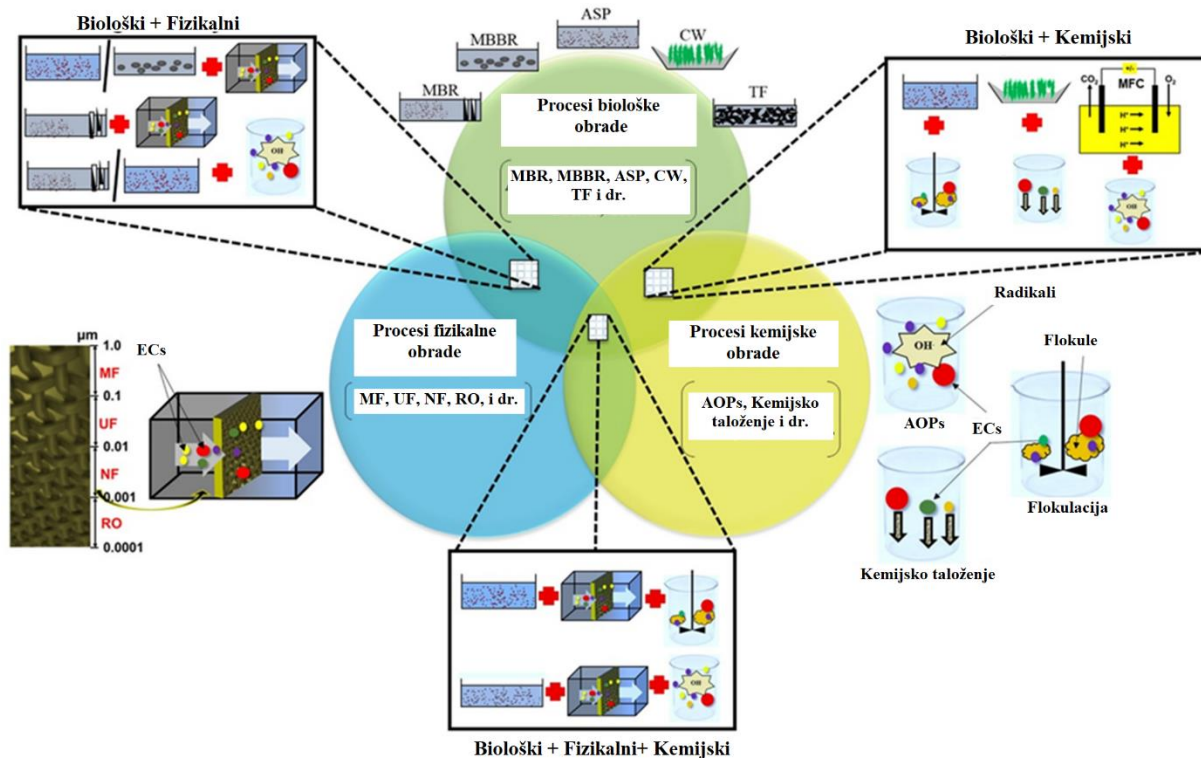 Biološki + Fizikalni
OH
MBR
MBBR
ASP
CW
TF
Procesi biološke
obrade
MBR, MBBR, ASP, CW,
TF i dr.
Biološki + Kemijski
CO₂
O₂
MFC
H⁺
H⁺
H⁺
OH
Procesi fizikalne
obrade
MF, UF, NF, RO, i dr.
Procesi kemijske
obrade
AOPs, Kemijsko
taloženje i dr.
µm
1.0
MF
0.1
UF
0.01
NF
0.001
RO
0.0001
ECs
Radikali
OH·
AOPs
Flokule
ECs
Flokulacija
Kemijsko taloženje
OH
Biološki + Fizikalni+ Kemijski